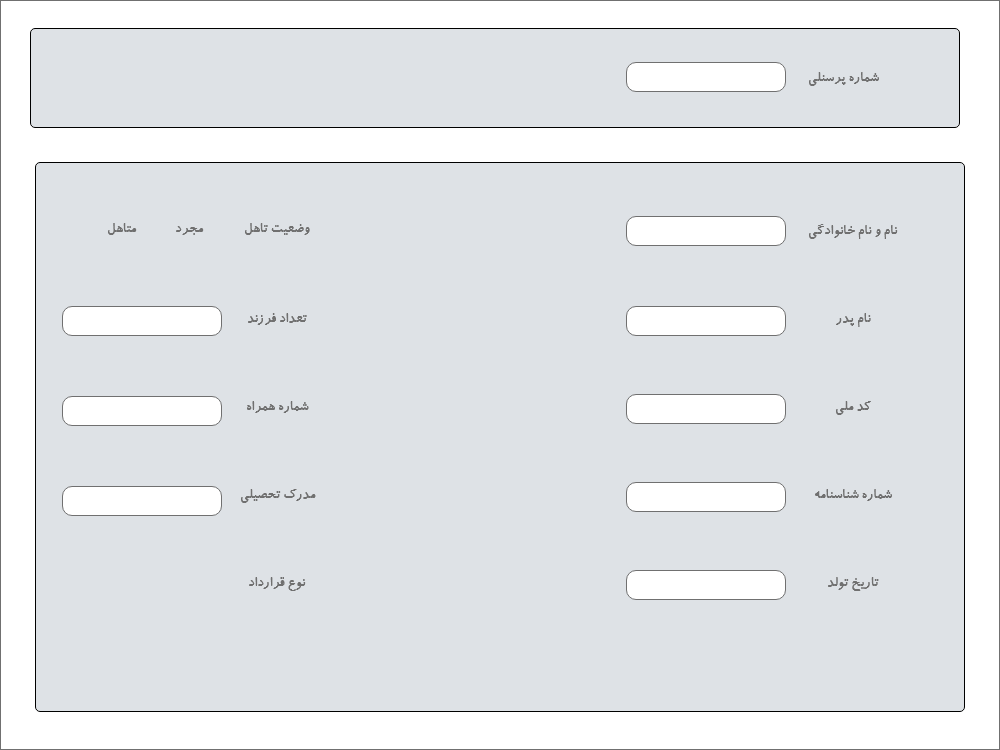 شماره پرسنلی
نام و نام خانوادگی
وضعیت تاهل
مجرد
متاهل
نام پدر
تعداد فرزند
کد ملی
شماره همراه
شماره شناسنامه
مدرک تحصیلی
تاریخ تولد
نوع قرارداد